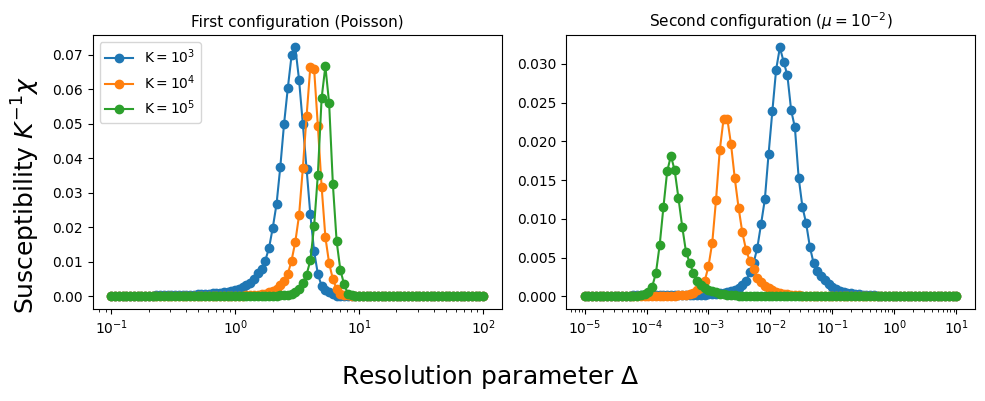 First configuration (Poisson)
Second configuration (μ = 10⁻²)
Susceptibility K⁻¹χ
0.07
0.06
0.05
0.04
0.03
0.02
0.01
0.00
K = 10³
K = 10⁴
K = 10⁵
10⁻¹ 10⁰ 10¹ 10²
0.030
0.025
0.020
0.015
0.010
0.005
0.000
10⁻⁵ 10⁻⁴ 10⁻³ 10⁻² 10⁻¹ 10⁰ 10¹
Resolution parameter Δ